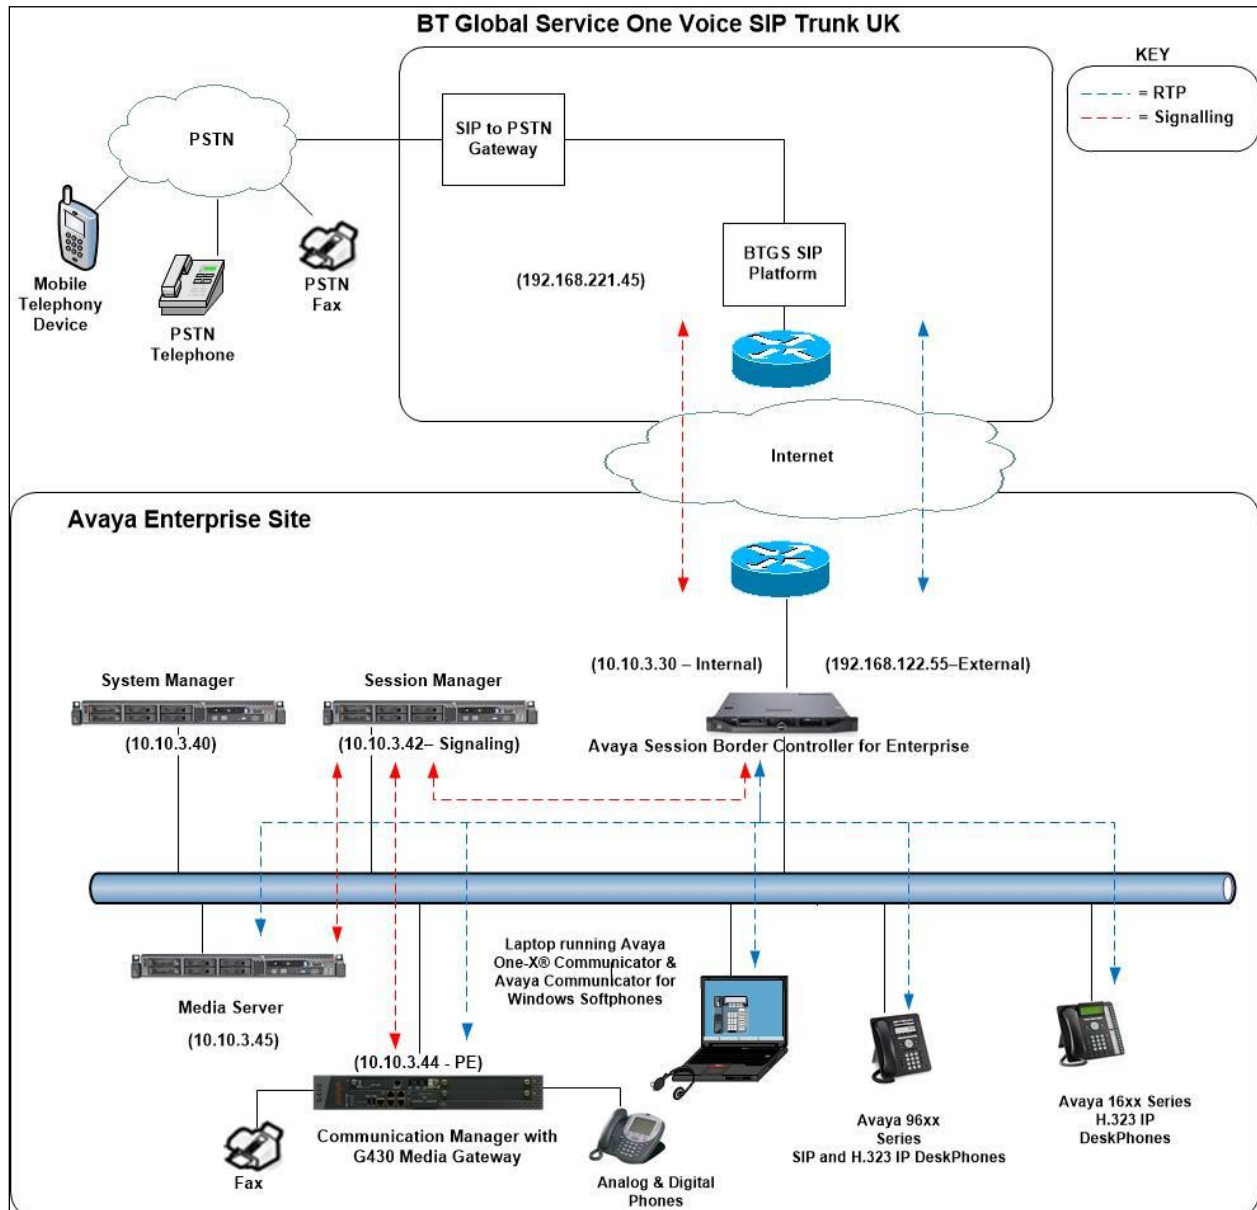 BT Global Service One Voice SIP Trunk UK
KEY
= RTP
= Signalling
SIP to PSTN
Gateway
PSTN
BTGS SIP
Platform
(192.168.221.45)
Mobile
Telephony
Device
PSTN
Telephone
PSTN
Fax
Internet
Avaya Enterprise Site
(10.10.3.30 – Internal)
(192.168.122.55–External)
System Manager
Session Manager
(10.10.3.40)
(10.10.3.42– Signaling)
Avaya Session Border Controller for Enterprise
Laptop running Avaya
One-X® Communicator &
Avaya Communicator for
Windows Softphones
Media Server
(10.10.3.45)
(10.10.3.44 - PE)
Communication Manager with
G430 Media Gateway
Fax
Analog & Digital
Phones
Avaya 96xx
Series
SIP and H.323 IP DeskPhones
Avaya 16xx Series
H.323 IP
DeskPhones